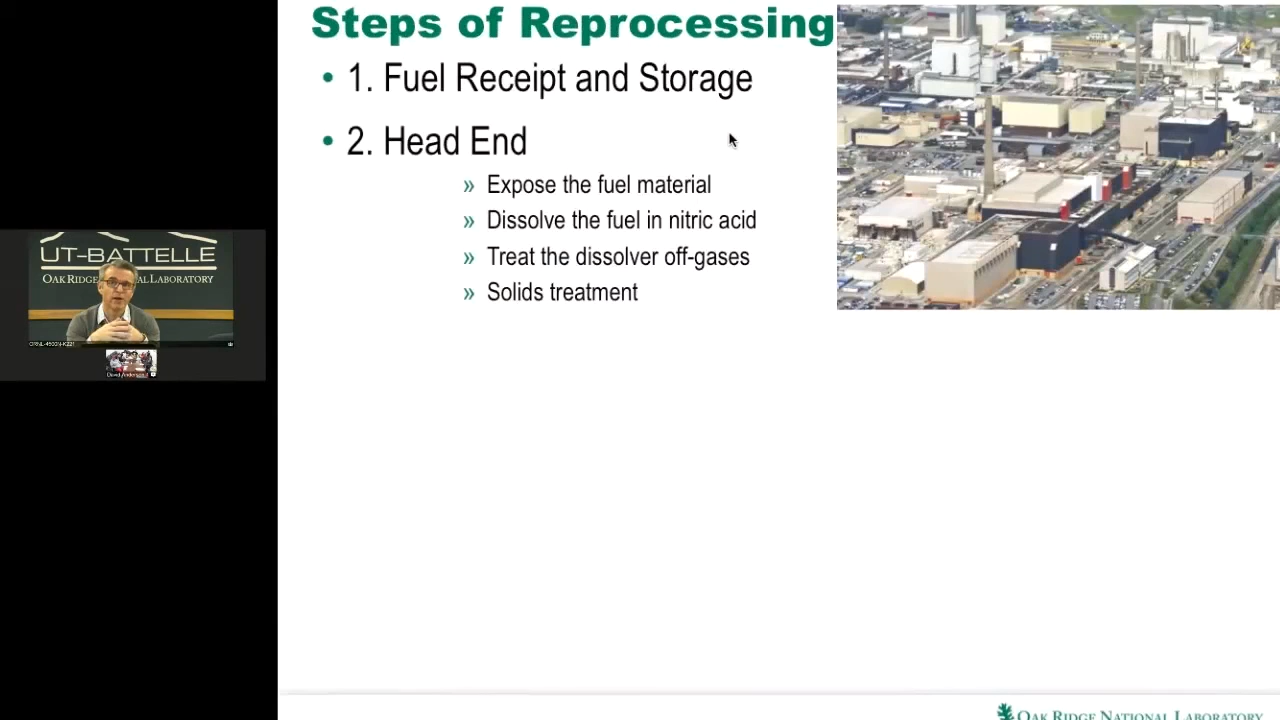 Steps of Reprocessing
• 1. Fuel Receipt and Storage
• 2. Head End
» Expose the fuel material
» Dissolve the fuel in nitric acid
» Treat the dissolver off-gases
» Solids treatment
UT-BATTELLE
OAK RIDGE NATIONAL LABORATORY
David Anderson
OAK RIDGE NATIONAL LABORATORY